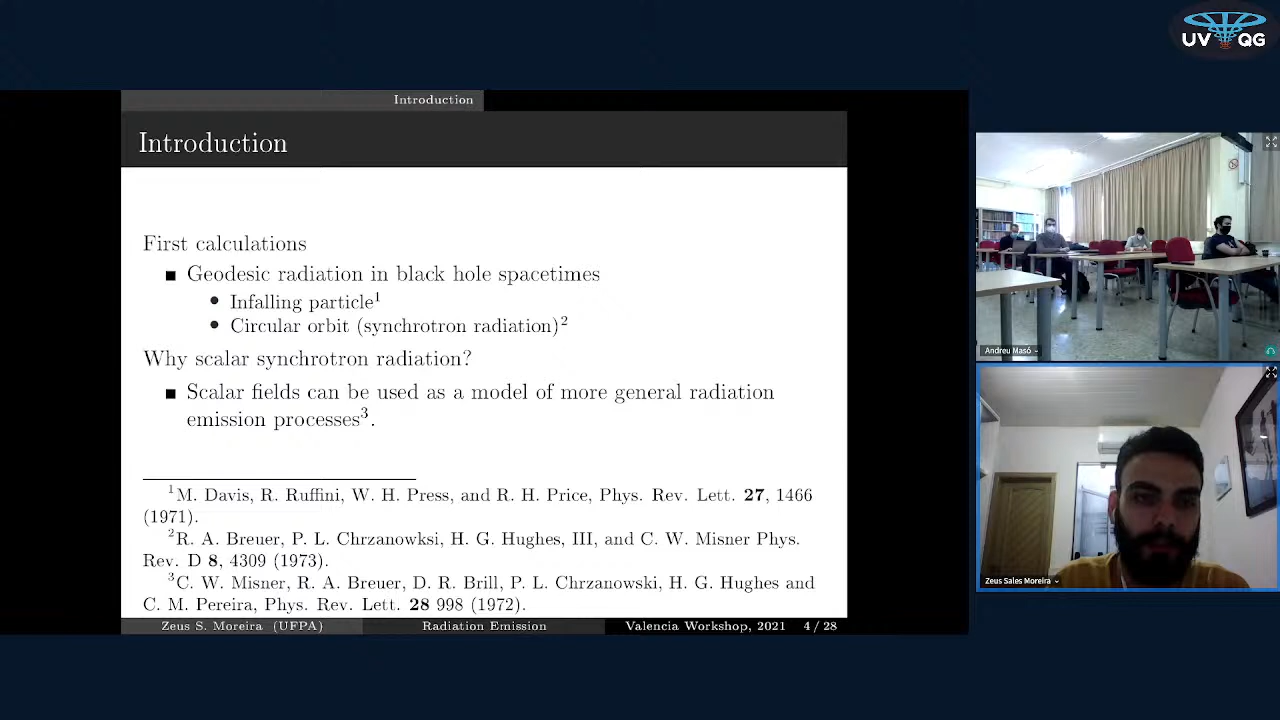 UV QG
Introduction
Introduction
First calculations
Geodesic radiation in black hole spacetimes
Infalling particle¹
Circular orbit (synchrotron radiation)²
Why scalar synchrotron radiation?
Scalar fields can be used as a model of more general radiation
emission processes³.
¹M. Davis, R. Ruffini, W. H. Press, and R. H. Price, Phys. Rev. Lett. 27, 1466
(1971).
²R. A. Breuer, P. L. Chrzanowksi, H. G. Hughes, III, and C. W. Misner Phys.
Rev. D 8, 4309 (1973).
³C. W. Misner, R. A. Breuer, D. R. Brill, P. L. Chrzanowski, H. G. Hughes and
C. M. Pereira, Phys. Rev. Lett. 28 998 (1972).
Zeus S. Moreira (UFPA) Radiation Emission Valencia Workshop, 2021 4 / 28
Andreu Masó
Zeus Sales Moreira